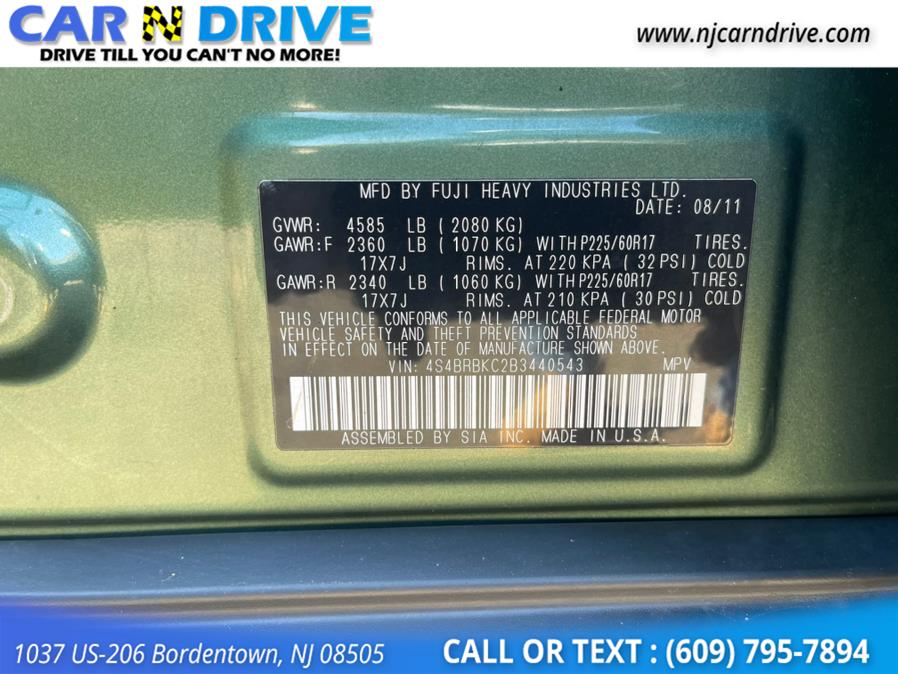 CAR N DRIVE
DRIVE TILL YOU CAN'T NO MORE!
www.njcarndrive.com
MFD BY FUJI HEAVY INDUSTRIES LTD.
DATE: 08/11
GVWR: 4585 LB ( 2080 KG)
GAWR:F 2360 LB ( 1070 KG) WITH P225/60R17 TIRES.
17X7J RIMS. AT 220 KPA ( 32 PSI) COLD
GAWR:R 2340 LB ( 1060 KG) WITH P225/60R17 TIRES.
17X7J RIMS. AT 210 KPA ( 30 PSI) COLD
THIS VEHICLE CONFORMS TO ALL APPLICABLE FEDERAL MOTOR
VEHICLE SAFETY AND THEFT PREVENTION STANDARDS
IN EFFECT ON THE DATE OF MANUFACTURE SHOWN ABOVE.
VIN: 4S4BRBKC2B3440543 MPV
ASSEMBLED BY SIA INC. MADE IN U.S.A.
1037 US-206 Bordentown, NJ 08505
CALL OR TEXT : (609) 795-7894